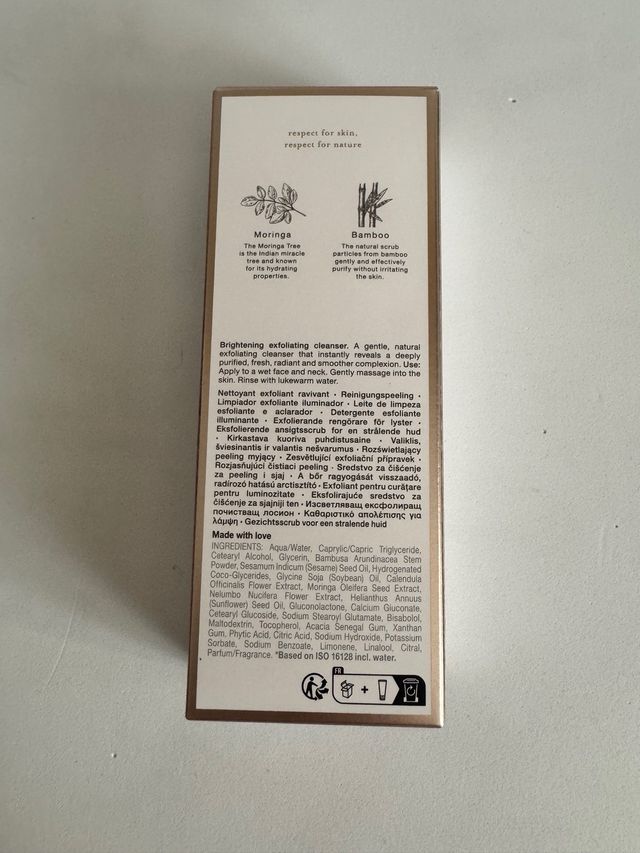 respect for skin,
respect for nature
Moringa
The Moringa Tree
is the Indian miracle
tree and known
for its hydrating
properties.
Bamboo
The natural scrub
particles from bamboo
gently and effectively
purify without irritating
the skin.
Brightening exfoliating cleanser. A gentle, natural
exfoliating cleanser that instantly reveals a deeply
purified, fresh, radiant and smoother complexion. Use:
Apply to a wet face and neck. Gently massage into the
skin. Rinse with lukewarm water.
Nettoyant exfoliant ravivant · Reinigungspeeling ·
Limpiador exfoliante iluminador · Leite de limpeza
esfoliante e aclarador · Detergente esfoliante
illuminante · Exfolierande rengörare för lyster ·
Eksfolierende ansigtsscrub for en strålende hud
· Kirkastava kuoriva puhdistusaine · Valiklis,
šviesinantis ir valantis nešvarumus · Rozświetlający
peeling myjący · Zesvětlující exfoliační přípravek ·
Rozjasňujúci čistiaci peeling · Sredstvo za čišćenje
za peeling i sjaj · A bőr ragyogását visszaadó,
radírozó hatású arctisztító · Exfoliant pentru curățare
pentru luminozitate · Eksfolirajuće sredstvo za
čišćenje za sjajniji ten · Изсветляващ ексфолиращ
почистващ лосион · Καθαριστικό απολέπισης για
λάμψη · Gezichtsscrub voor een stralende huid
Made with love
INGREDIENTS: Aqua/Water, Caprylic/Capric Triglyceride,
Cetearyl Alcohol, Glycerin, Bambusa Arundinacea Stem
Powder, Sesamum Indicum (Sesame) Seed Oil, Hydrogenated
Coco-Glycerides, Glycine Soja (Soybean) Oil, Calendula
Officinalis Flower Extract, Moringa Oleifera Seed Extract,
Nelumbo Nucifera Flower Extract, Helianthus Annuus
(Sunflower) Seed Oil, Gluconolactone, Calcium Gluconate,
Cetearyl Glucoside, Sodium Stearoyl Glutamate, Bisabolol,
Maltodextrin, Tocopherol, Acacia Senegal Gum, Xanthan
Gum, Phytic Acid, Citric Acid, Sodium Hydroxide, Potassium
Sorbate, Sodium Benzoate, Limonene, Linalool, Citral,
Parfum/Fragrance. *Based on ISO 16128 incl. water.
FR
+